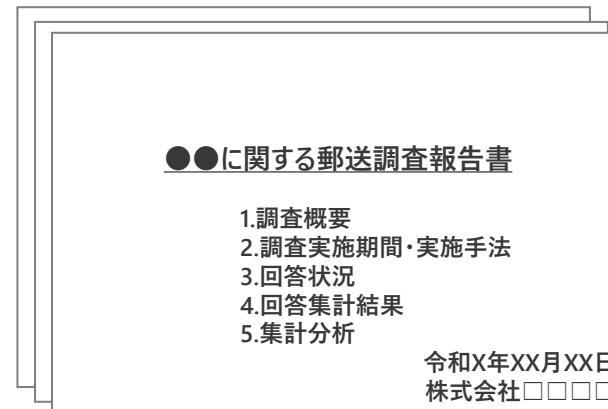 ●●に関する郵送調査報告書
1.調査概要
2.調査実施期間・実施手法
3.回答状況
4.回答集計結果
5.集計分析
令和X年XX月XX日
株式会社□□□□